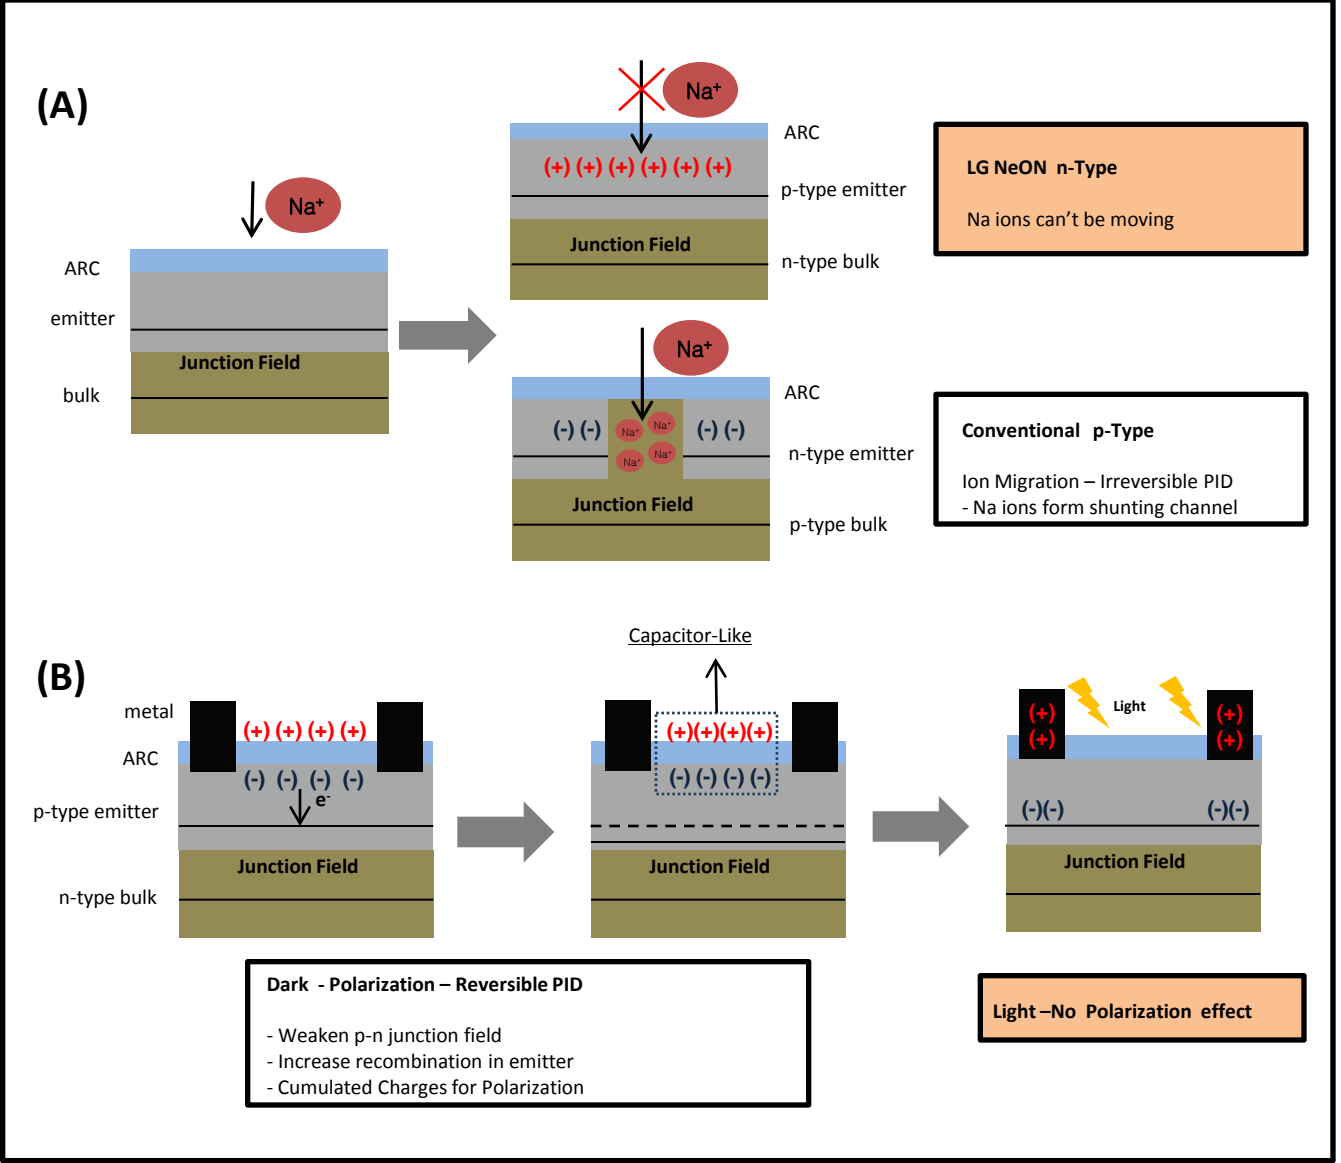 (A)
Na⁺
ARC
emitter
Junction Field
bulk
Na⁺
ARC
(+) (+) (+) (+) (+) (+)
p-type emitter
Junction Field
n-type bulk
LG NeON n-Type
Na ions can't be moving
Na⁺
ARC
(-) (-) Na⁺ Na⁺ (-) (-)
Na⁺ Na⁺
n-type emitter
Junction Field
p-type bulk
Conventional p-Type
Ion Migration – Irreversible PID
- Na ions form shunting channel
(B)
metal
(+) (+) (+) (+)
ARC
(-) (-) (-) (-)
e⁻
p-type emitter
Junction Field
n-type bulk
Capacitor-Like
(+)(+)(+)(+)
(-) (-) (-) (-)
Junction Field
Light
(+) (+)
(+) (+)
(-)(-) (-)(-)
Junction Field
Dark - Polarization – Reversible PID
- Weaken p-n junction field
- Increase recombination in emitter
- Cumulated Charges for Polarization
Light –No Polarization effect